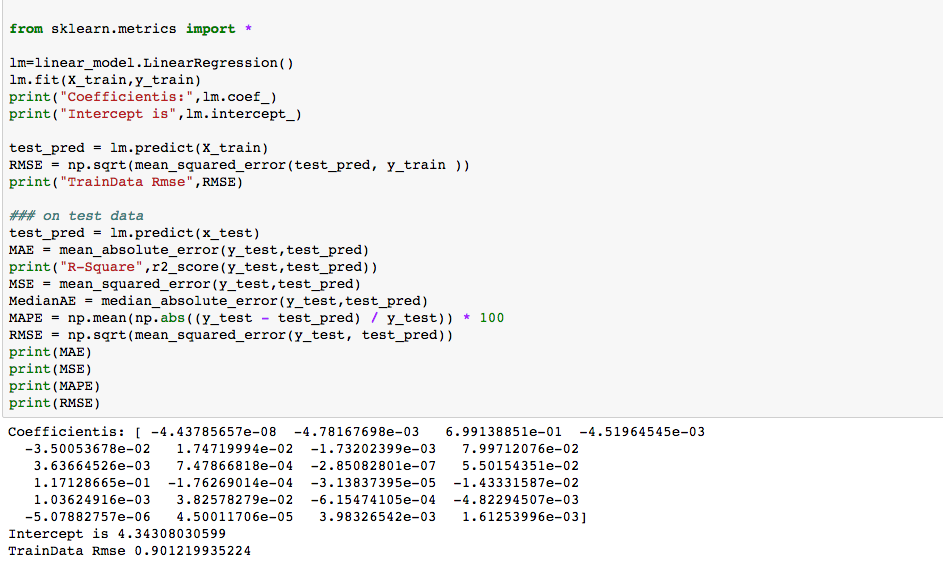 from sklearn.metrics import *
lm=linear_model.LinearRegression()
lm.fit(X_train,y_train)
print("Coefficientis:",lm.coef_)
print("Intercept is",lm.intercept_)
test_pred = lm.predict(X_train)
RMSE = np.sqrt(mean_squared_error(test_pred, y_train ))
print("TrainData Rmse",RMSE)
### on test data
test_pred = lm.predict(x_test)
MAE = mean_absolute_error(y_test,test_pred)
print("R-Square",r2_score(y_test,test_pred))
MSE = mean_squared_error(y_test,test_pred)
MedianAE = median_absolute_error(y_test,test_pred)
MAPE = np.mean(np.abs((y_test - test_pred) / y_test)) * 100
RMSE = np.sqrt(mean_squared_error(y_test, test_pred))
print(MAE)
print(MSE)
print(MAPE)
print(RMSE)
Coefficientis: [ -4.43785657e-08  -4.78167698e-03   6.99138851e-01  -4.51964545e-03
  -3.50053678e-02   1.74719994e-02  -1.73202399e-03   7.99712076e-02
   3.63664526e-03   7.47866818e-04  -2.85082801e-07   5.50154351e-02
   1.17128665e-01  -1.76269014e-04  -3.13837395e-05  -1.43331587e-02
   1.03624916e-03   3.82578279e-02  -6.15474105e-04  -4.82294507e-03
  -5.07882757e-06   4.50011706e-05   3.98326542e-03   1.61253996e-03]
Intercept is 4.34308030599
TrainData Rmse 0.901219935224